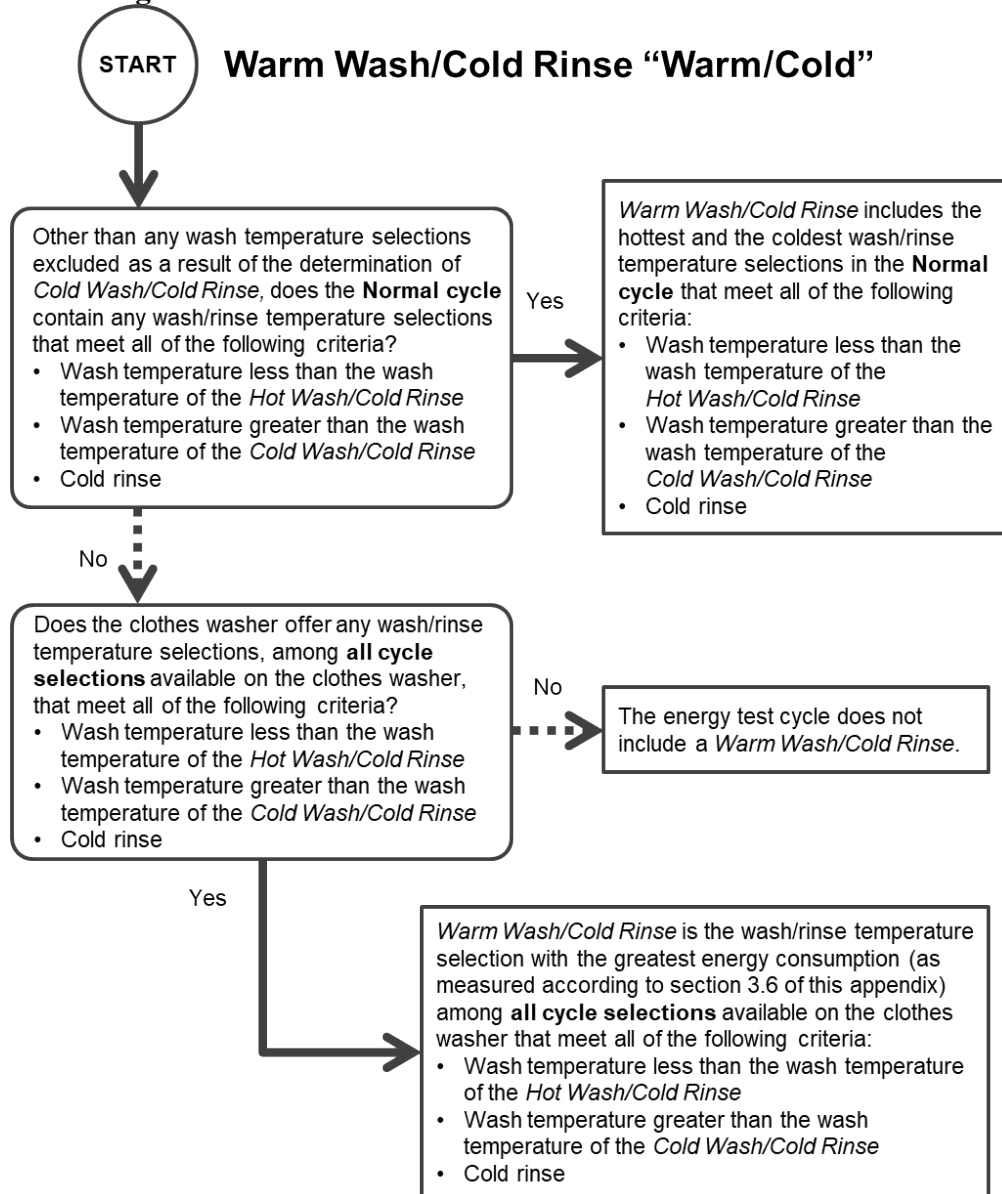 START
Warm Wash/Cold Rinse “Warm/Cold”
Other than any wash temperature selections
excluded as a result of the determination of
Cold Wash/Cold Rinse, does the Normal cycle
contain any wash/rinse temperature selections
that meet all of the following criteria?
• Wash temperature less than the wash
temperature of the Hot Wash/Cold Rinse
• Wash temperature greater than the wash
temperature of the Cold Wash/Cold Rinse
• Cold rinse
Yes
Warm Wash/Cold Rinse includes the
hottest and the coldest wash/rinse
temperature selections in the Normal
cycle that meet all of the following
criteria:
• Wash temperature less than the
wash temperature of the
Hot Wash/Cold Rinse
• Wash temperature greater than the
wash temperature of the
Cold Wash/Cold Rinse
• Cold rinse
No
Does the clothes washer offer any wash/rinse
temperature selections, among all cycle
selections available on the clothes washer,
that meet all of the following criteria?
• Wash temperature less than the wash
temperature of the Hot Wash/Cold Rinse
• Wash temperature greater than the wash
temperature of the Cold Wash/Cold Rinse
• Cold rinse
No
The energy test cycle does not
include a Warm Wash/Cold Rinse.
Yes
Warm Wash/Cold Rinse is the wash/rinse temperature
selection with the greatest energy consumption (as
measured according to section 3.6 of this appendix)
among all cycle selections available on the clothes
washer that meet all of the following criteria:
• Wash temperature less than the wash temperature
of the Hot Wash/Cold Rinse
• Wash temperature greater than the wash
temperature of the Cold Wash/Cold Rinse
• Cold rinse